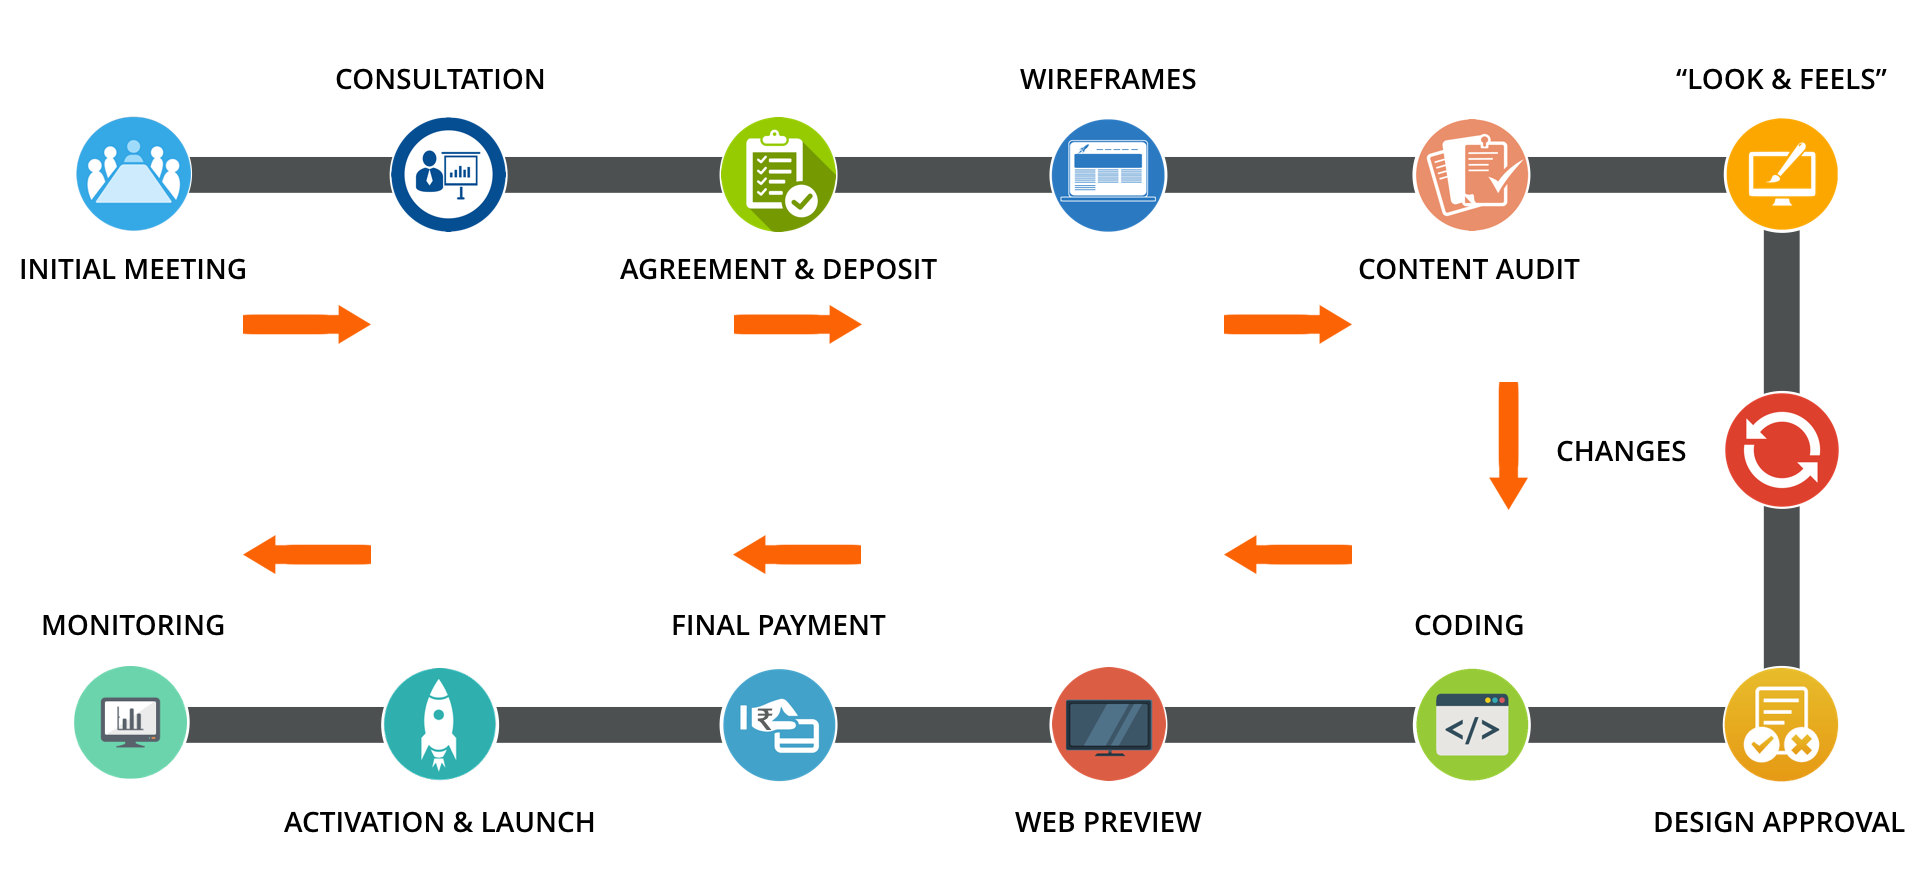 CONSULTATION
WIREFRAMES
“LOOK & FEELS”
INITIAL MEETING
AGREEMENT & DEPOSIT
CONTENT AUDIT
CHANGES
MONITORING
FINAL PAYMENT
₹
CODING
</>
ACTIVATION & LAUNCH
WEB PREVIEW
DESIGN APPROVAL